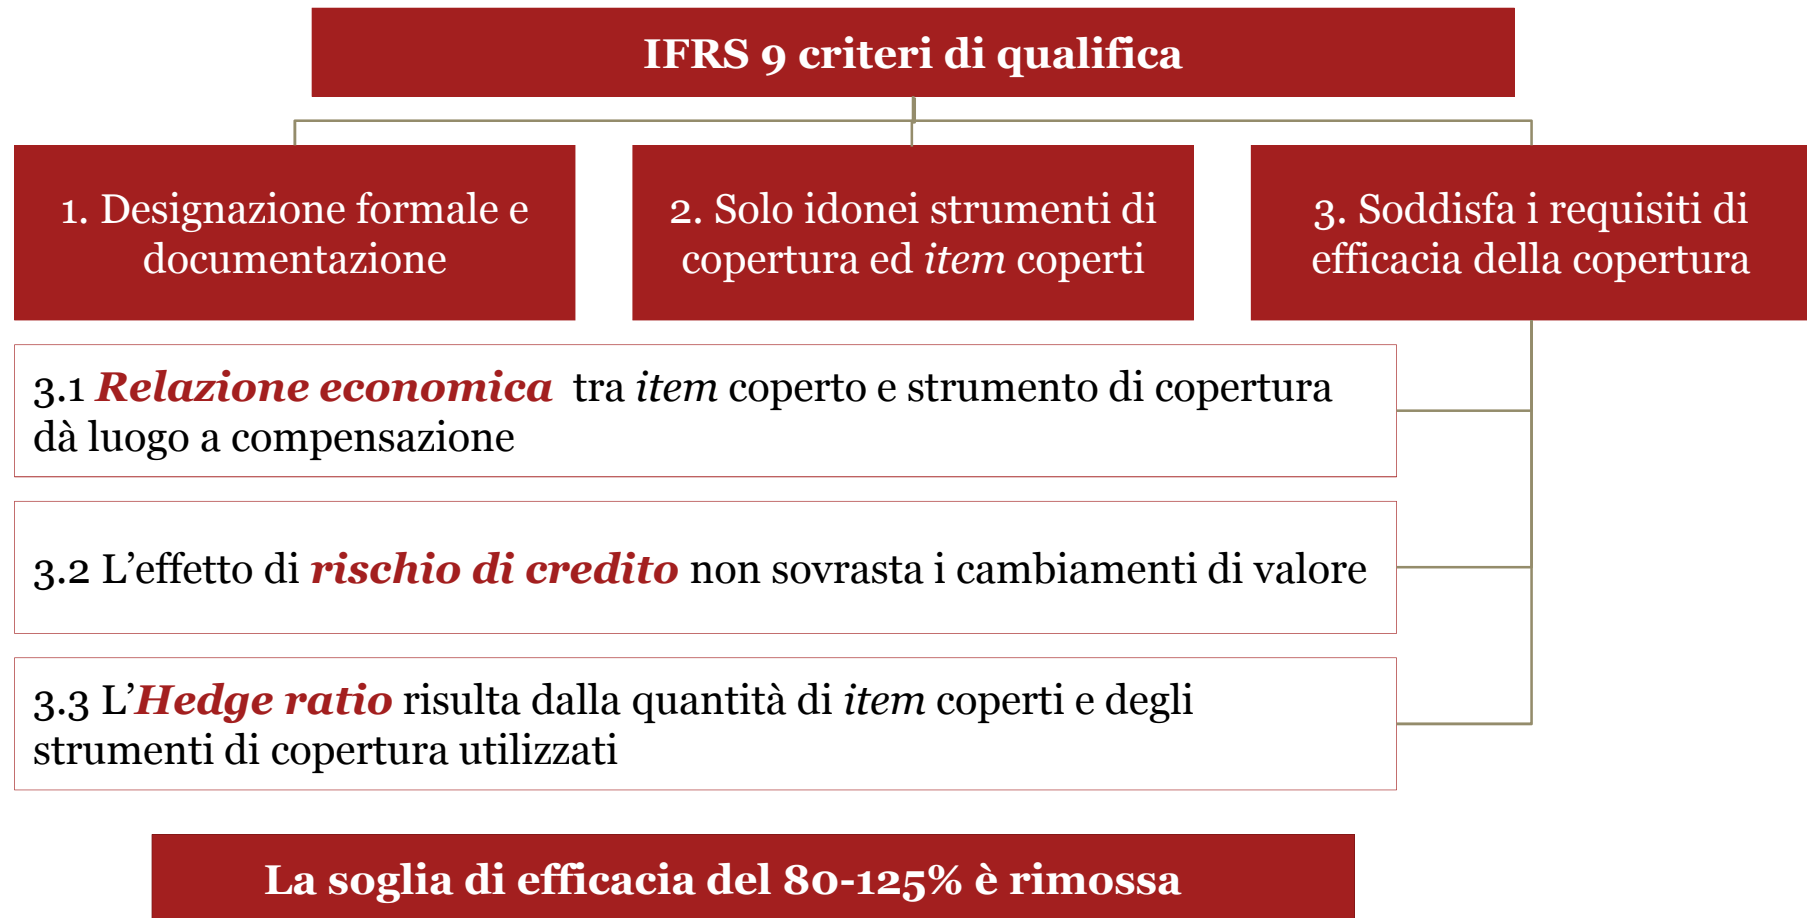 IFRS 9 criteri di qualifica
1. Designazione formale e
documentazione
2. Solo idonei strumenti di
copertura ed item coperti
3. Soddisfa i requisiti di
efficacia della copertura
3.1 Relazione economica tra item coperto e strumento di copertura
dà luogo a compensazione
3.2 L’effetto di rischio di credito non sovrasta i cambiamenti di valore
3.3 L’Hedge ratio risulta dalla quantità di item coperti e degli
strumenti di copertura utilizzati
La soglia di efficacia del 80-125% è rimossa